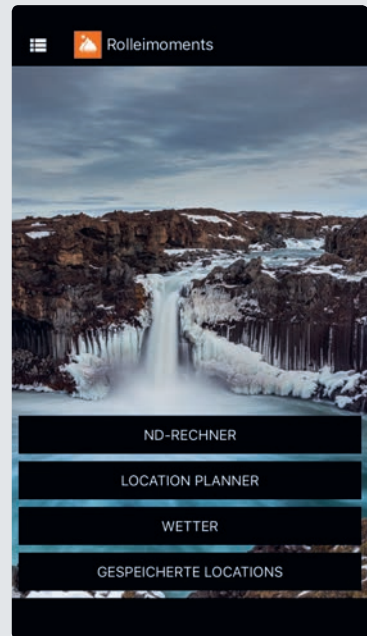 Rolleimoments
ND-RECHNER
LOCATION PLANNER
WETTER
GESPEICHERTE LOCATIONS